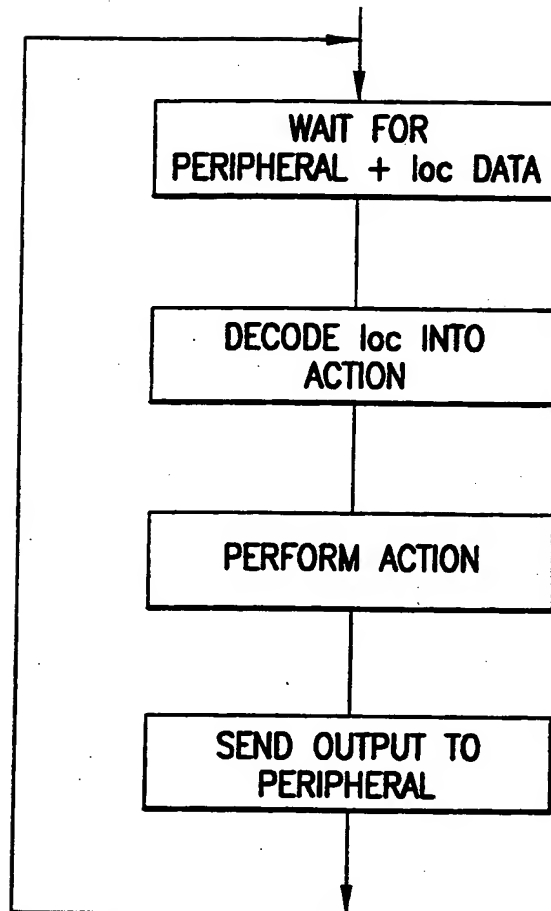 WAIT FOR
PERIPHERAL + loc DATA
DECODE loc INTO
ACTION
PERFORM ACTION
SEND OUTPUT TO
PERIPHERAL